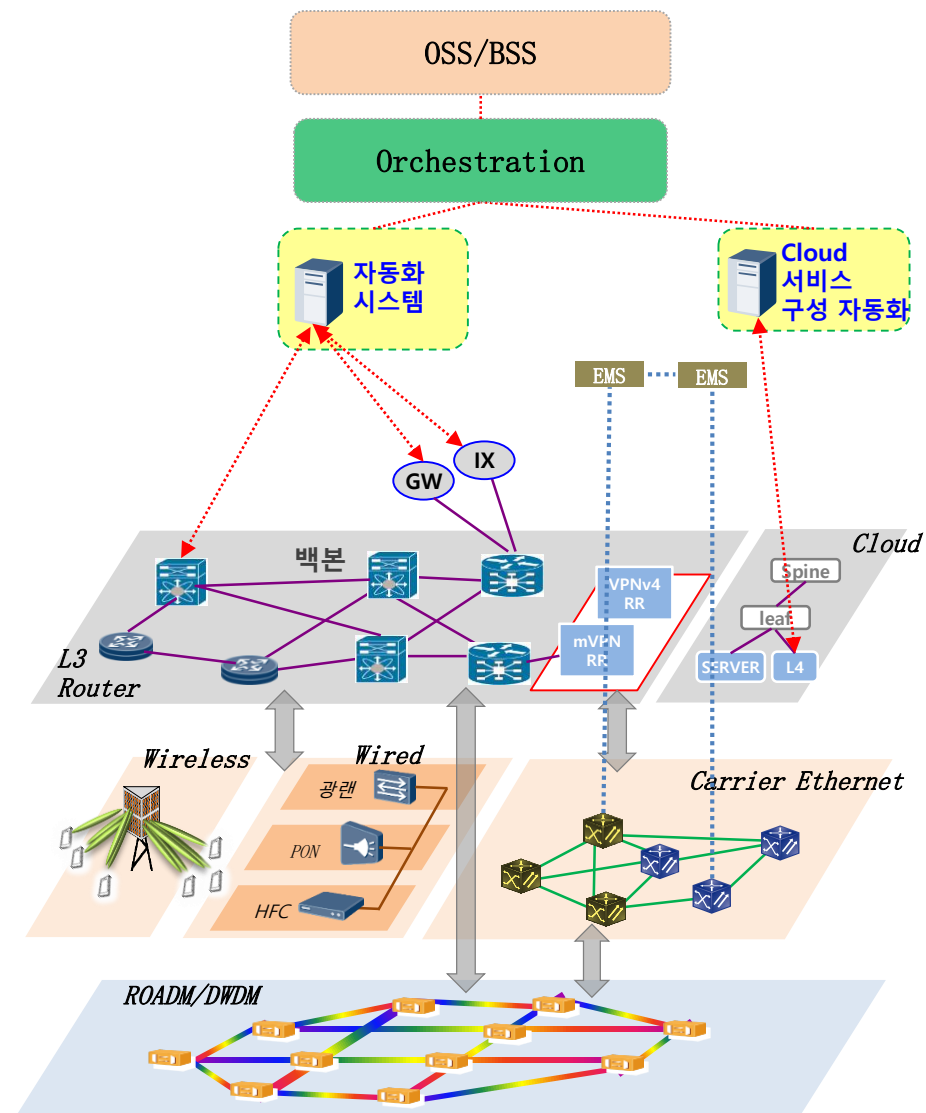 OSS/BSS
Orchestration
자동화
시스템
Cloud
서비스
구성 자동화
EMS
EMS
IX
GW
백본
Cloud
Spine
leaf
SERVER
L4
VPNv4
RR
mVPN
RR
L3
Router
Wireless
Wired
Carrier Ethernet
광랜
PON
HFC
ROADM/DWDM